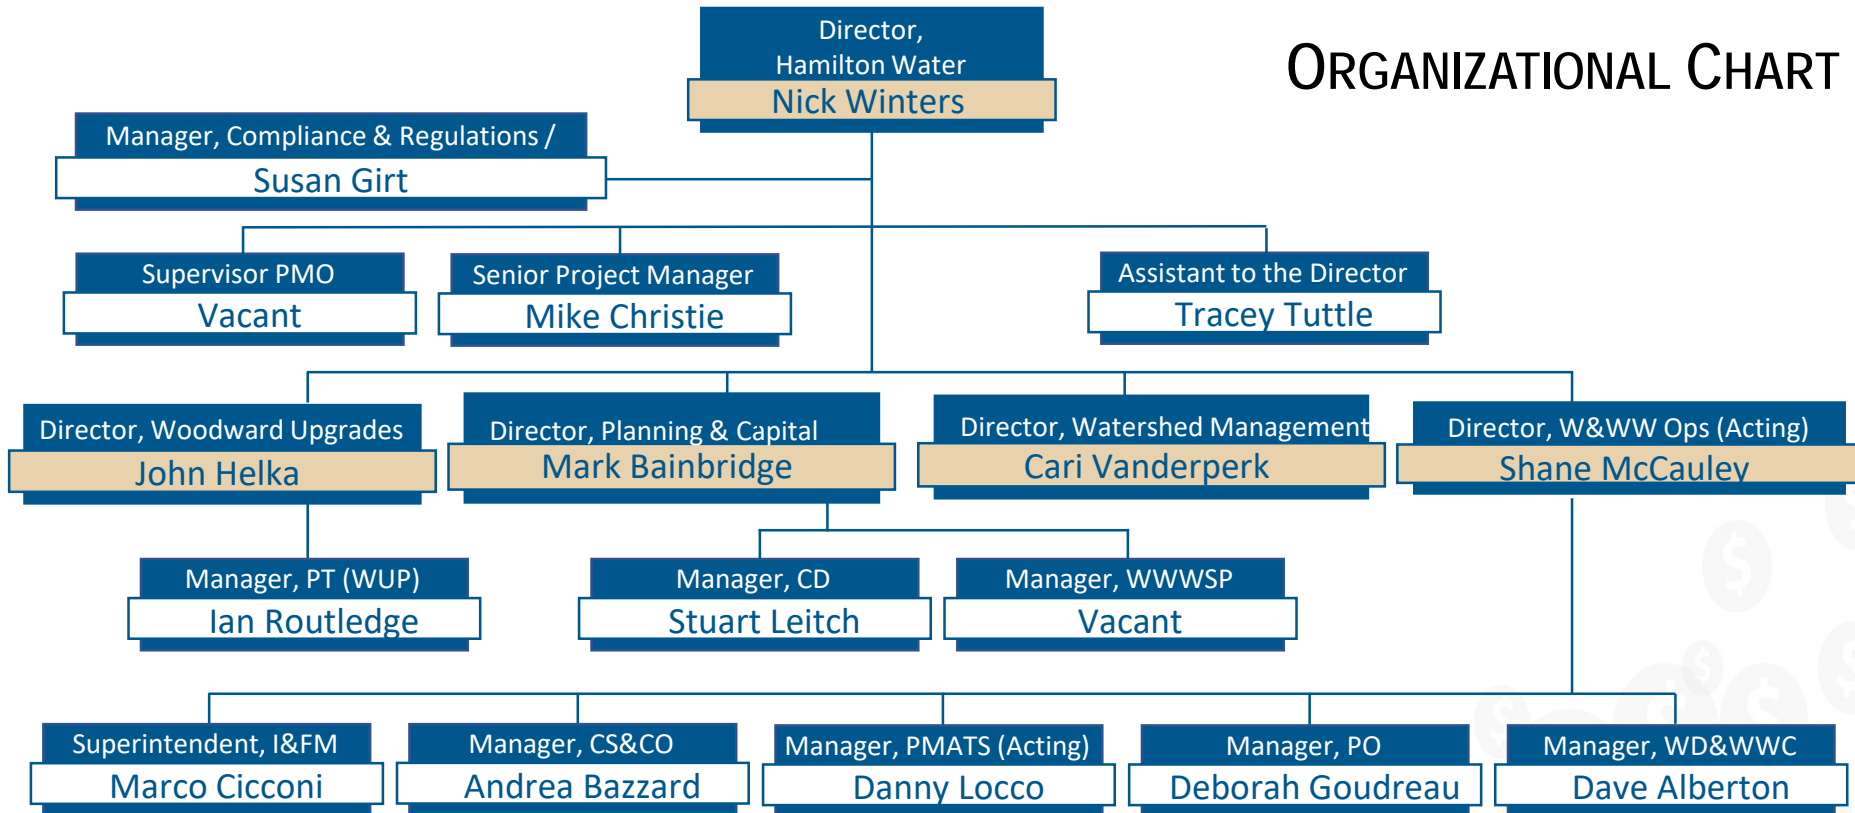 Director,
Hamilton Water
Nick Winters
ORGANIZATIONAL CHART
Manager, Compliance & Regulations /
Susan Girt
Supervisor PMO
Vacant
Senior Project Manager
Mike Christie
Assistant to the Director
Tracey Tuttle
Director, Woodward Upgrades
John Helka
Director, Planning & Capital
Mark Bainbridge
Director, Watershed Management
Cari Vanderperk
Director, W&WW Ops (Acting)
Shane McCauley
Manager, PT (WUP)
Ian Routledge
Manager, CD
Stuart Leitch
Manager, WWWSP
Vacant
Superintendent, I&FM
Marco Cicconi
Manager, CS&CO
Andrea Bazzard
Manager, PMATS (Acting)
Danny Locco
Manager, PO
Deborah Goudreau
Manager, WD&WWC
Dave Alberton